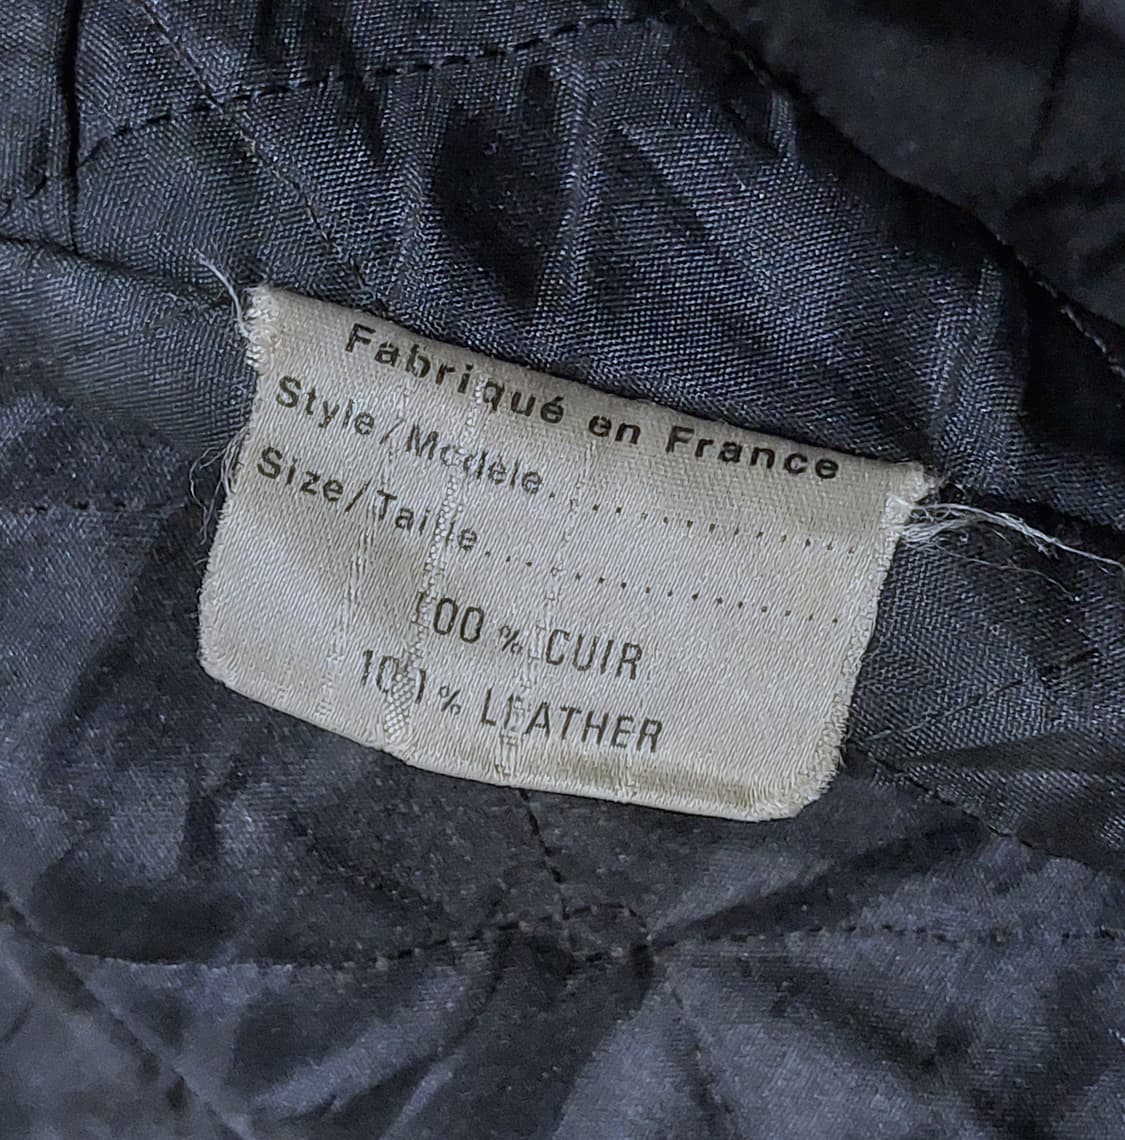 Fabriqué en France
Style/Modèle..............
Size/Taille................
100 % CUIR
100% LEATHER